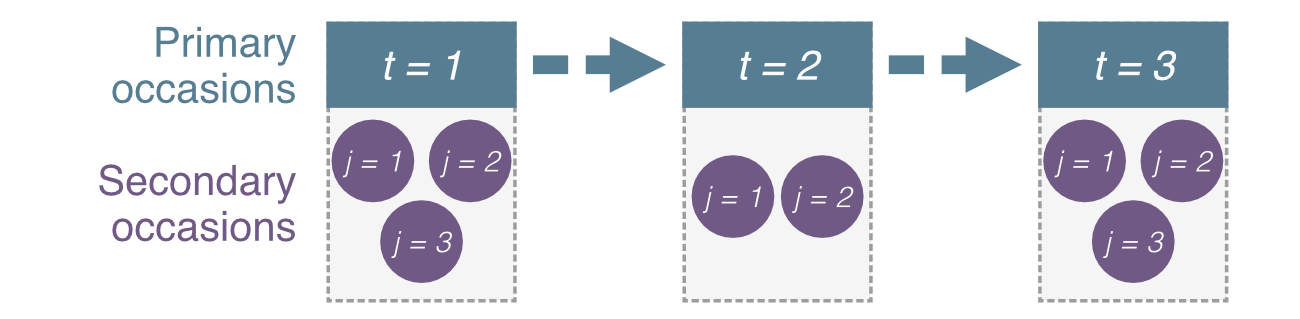 Primary
occasions
t = 1
t = 2
t = 3
Secondary
occasions
j = 1
j = 2
j = 3
j = 1
j = 2
j = 1
j = 2
j = 3